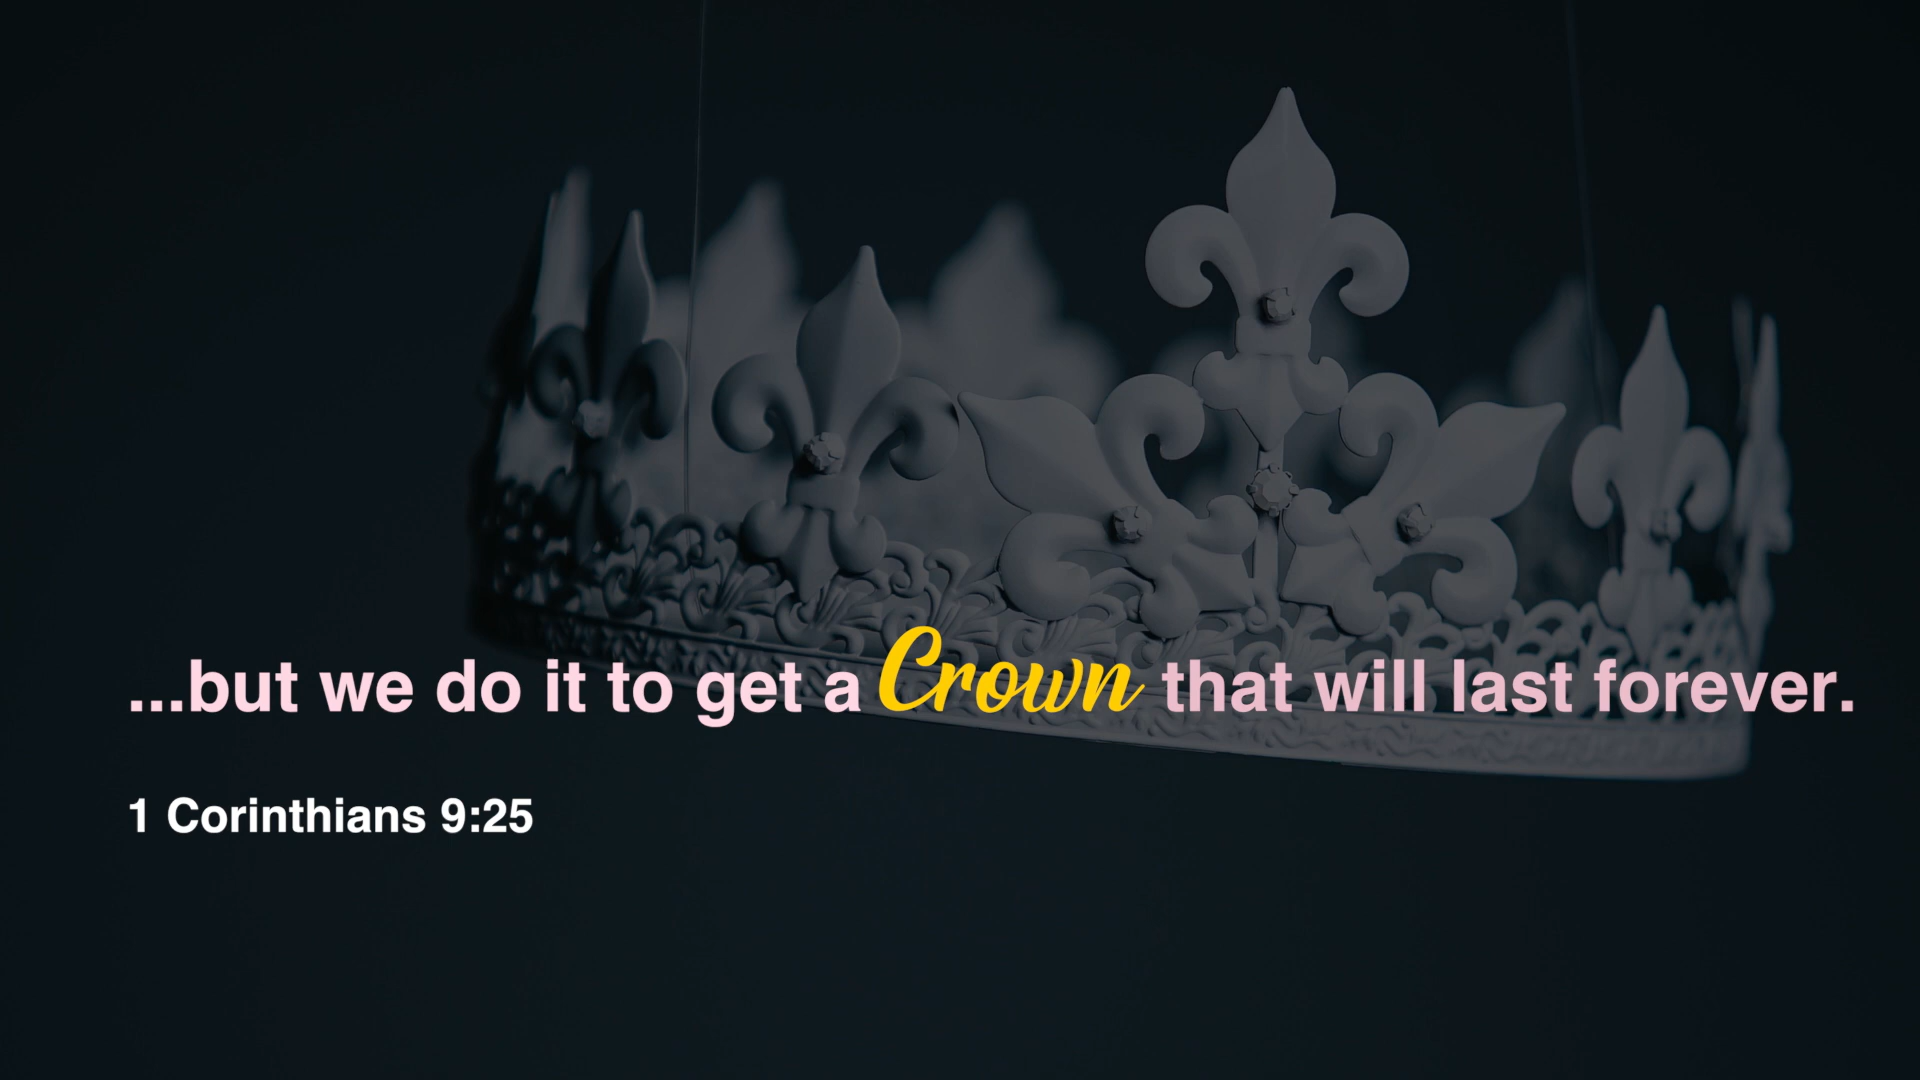 ...but we do it to get a Crown that will last forever.
1 Corinthians 9:25